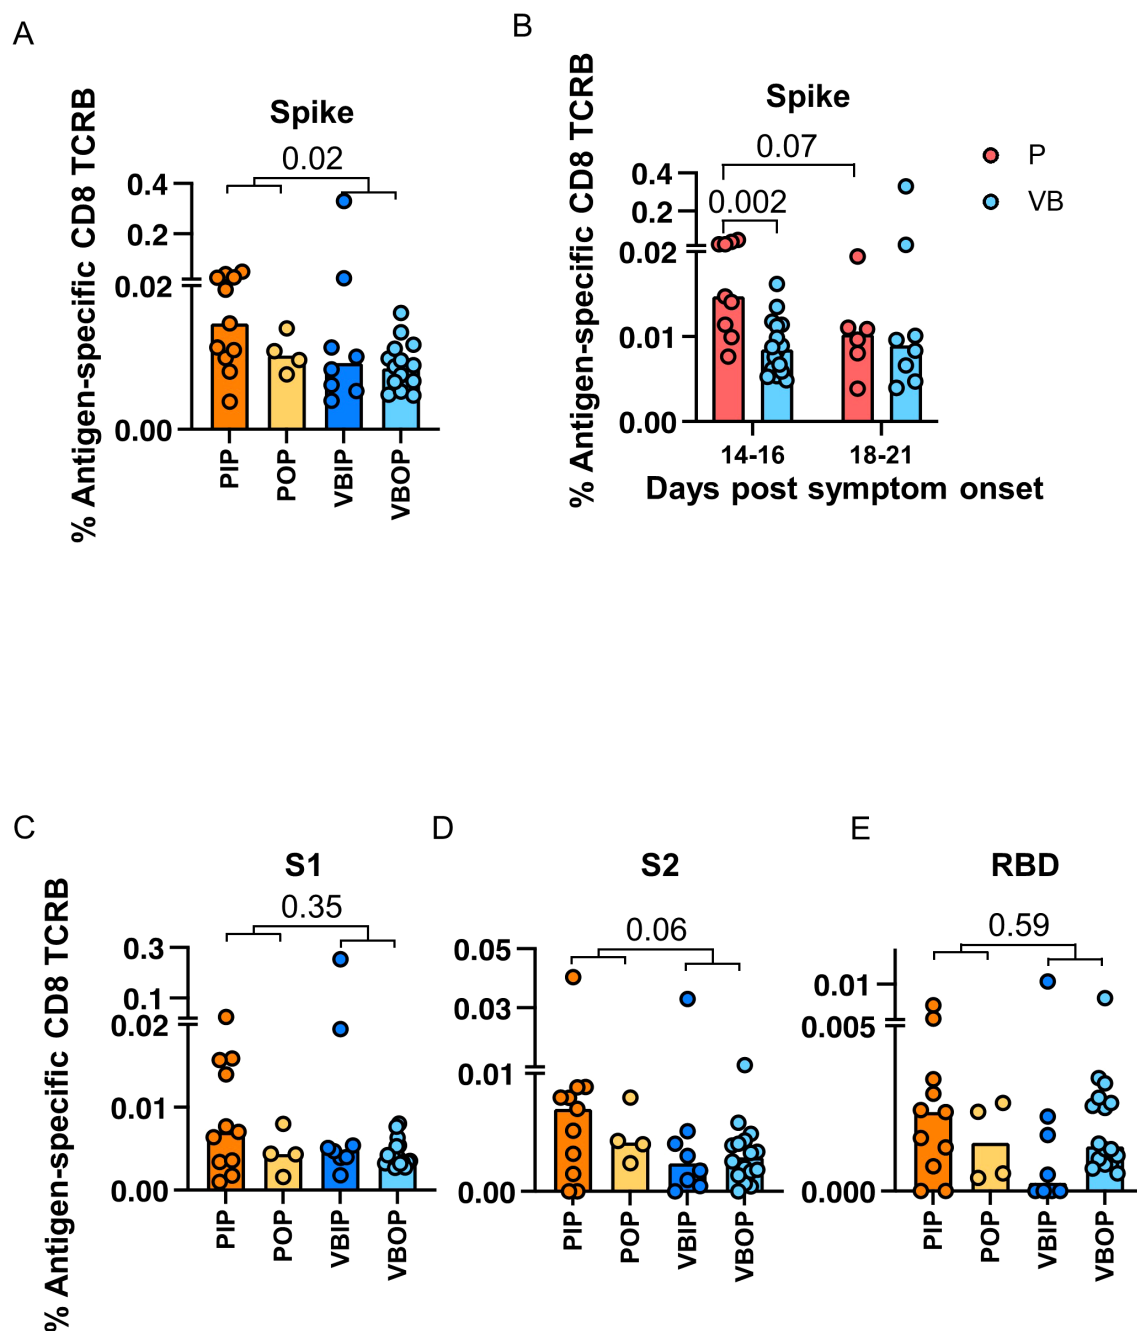 A
Spike
% Antigen-specific CD8 TCRB
0.02
0.4
0.2
0.02
0.00
PIP
POP
VBIP
VBOP
B
Spike
% Antigen-specific CD8 TCRB
0.07
0.002
0.4
0.2
0.02
0.01
0.00
14-16
18-21
Days post symptom onset
P
VB
C
S1
% Antigen-specific CD8 TCRB
0.35
0.3
0.1
0.02
0.01
0.00
PIP
POP
VBIP
VBOP
D
S2
0.06
0.05
0.03
0.01
0.00
PIP
POP
VBIP
VBOP
E
RBD
0.59
0.01
0.005
0.000
PIP
POP
VBIP
VBOP